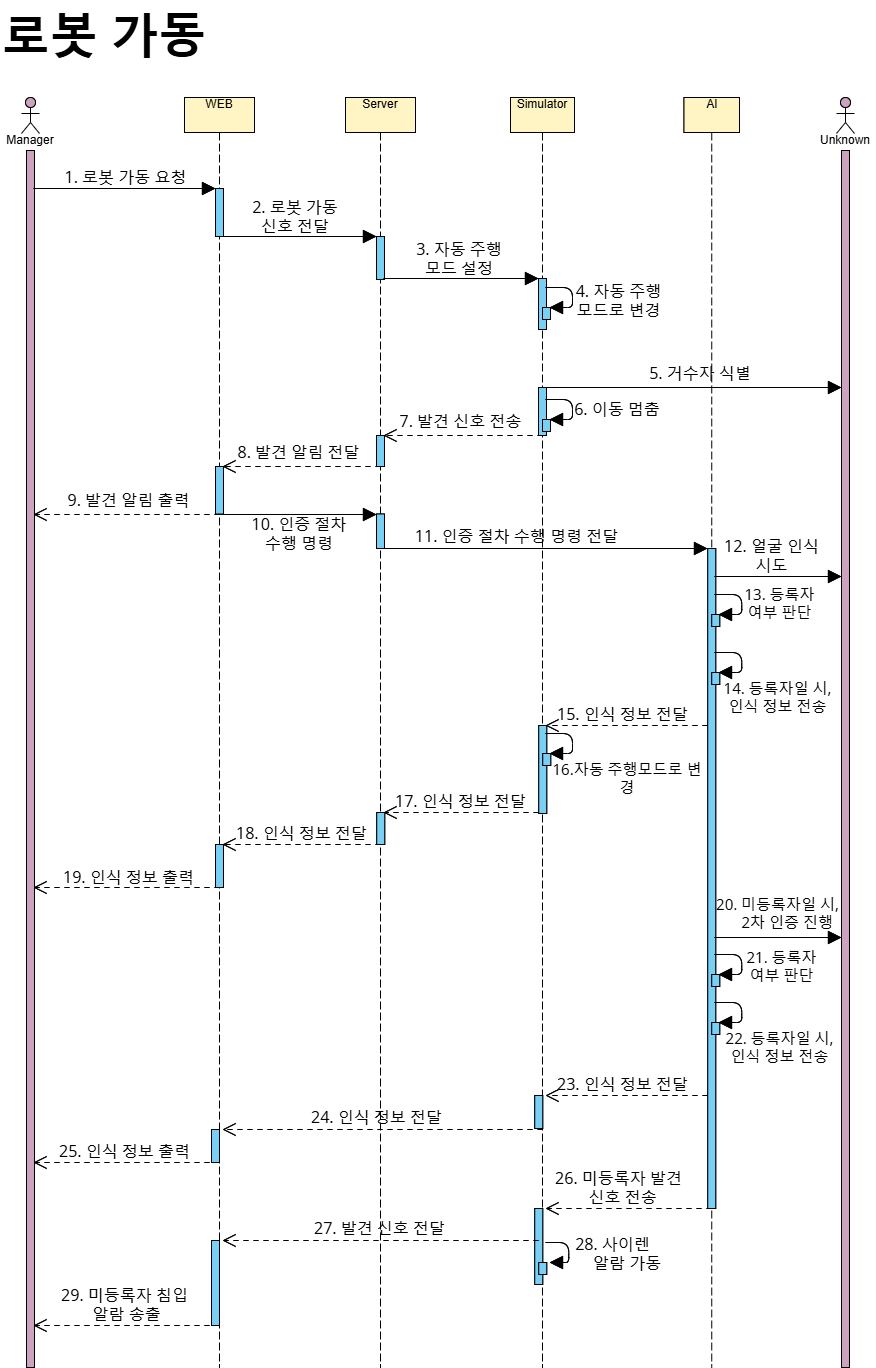 로봇 가동
WEB
Server
Simulator
AI
Manager
Unknown
1. 로봇 가동 요청
2. 로봇 가동
신호 전달
3. 자동 주행
모드 설정
4. 자동 주행
모드로 변경
5. 거수자 식별
6. 이동 멈춤
7. 발견 신호 전송
8. 발견 알림 전달
9. 발견 알림 출력
10. 인증 절차
수행 명령
11. 인증 절차 수행 명령 전달
12. 얼굴 인식
시도
13. 등록자
여부 판단
14. 등록자일 시,
인식 정보 전송
15. 인식 정보 전달
16.자동 주행모드로 변
경
17. 인식 정보 전달
18. 인식 정보 전달
19. 인식 정보 출력
20. 미등록자일 시,
2차 인증 진행
21. 등록자
여부 판단
22. 등록자일 시,
인식 정보 전송
23. 인식 정보 전달
24. 인식 정보 전달
25. 인식 정보 출력
26. 미등록자 발견
신호 전송
27. 발견 신호 전달
28. 사이렌
알람 가동
29. 미등록자 침입
알람 송출